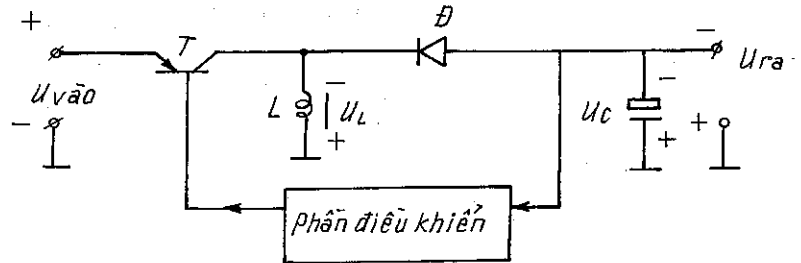 +
T
Đ
-
Uvào
-
L
-
UL
+
UC
-
+
Ura
+
Phần điều khiển